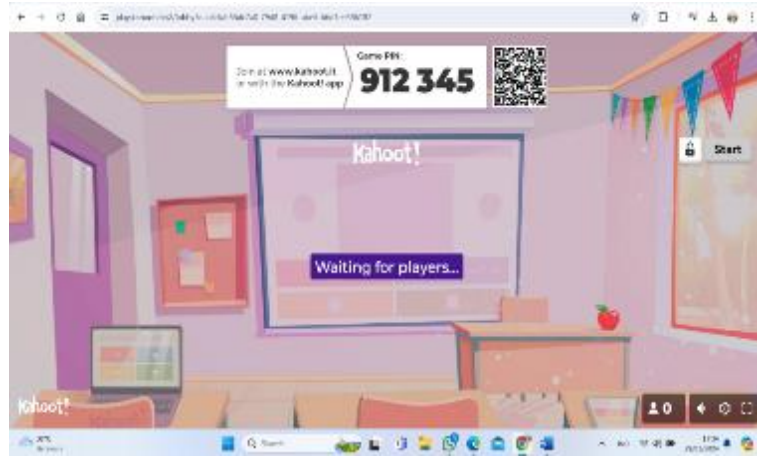 Join at www.kahoot.it
or with the Kahoot! app
Game PIN:
912 345
Kahoot!
Start
Waiting for players...
Kahoot!
0
Search